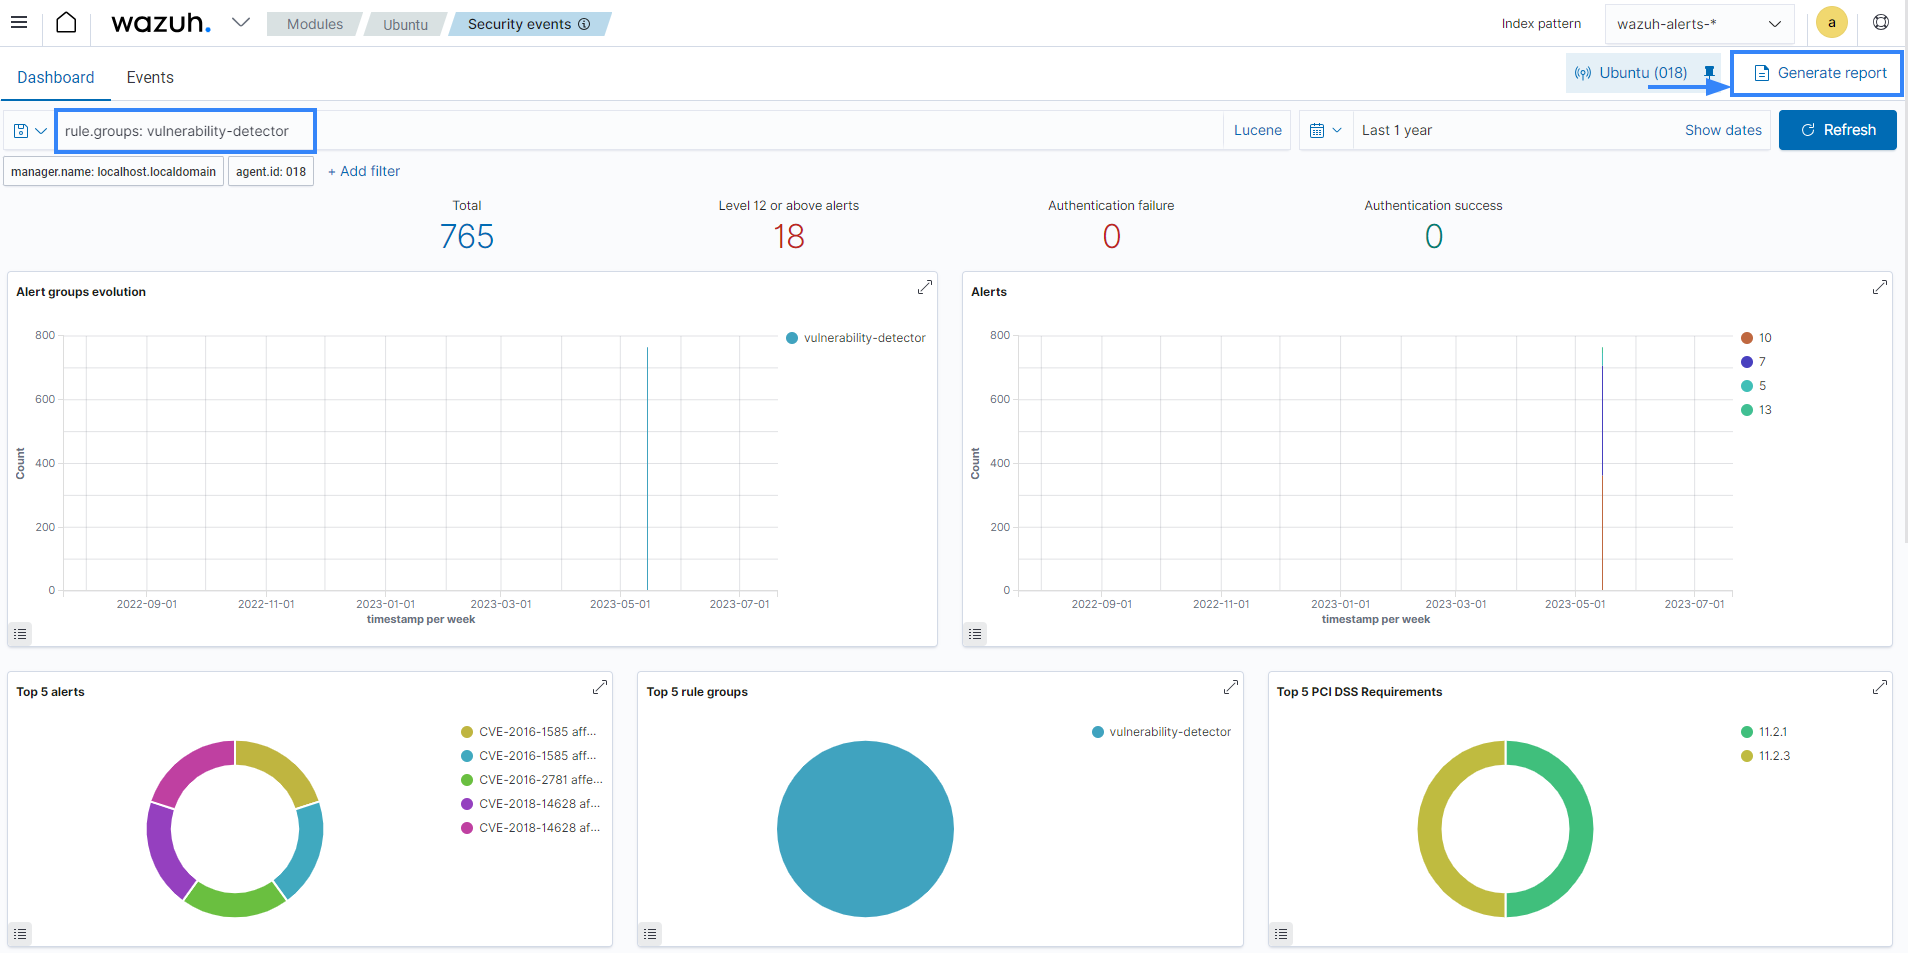 wazuh.
Modules
Ubuntu
Security events
Index pattern
wazuh-alerts-*
a
Dashboard
Events
Ubuntu (018)
Generate report
rule.groups: vulnerability-detector
Lucene
Last 1 year
Show dates
Refresh
manager.name: localhost.localdomain
agent.id: 018
+ Add filter
Total
765
Level 12 or above alerts
18
Authentication failure
0
Authentication success
0
Alert groups evolution
800
600
400
200
0
Count
2022-09-01
2022-11-01
2023-01-01
2023-03-01
2023-05-01
2023-07-01
timestamp per week
vulnerability-detector
Alerts
800
600
400
200
0
Count
2022-09-01
2022-11-01
2023-01-01
2023-03-01
2023-05-01
2023-07-01
timestamp per week
10
7
5
13
Top 5 alerts
CVE-2016-1585 aff...
CVE-2016-1585 aff...
CVE-2016-2781 affe...
CVE-2018-14628 af...
CVE-2018-14628 af...
Top 5 rule groups
vulnerability-detector
Top 5 PCI DSS Requirements
11.2.1
11.2.3